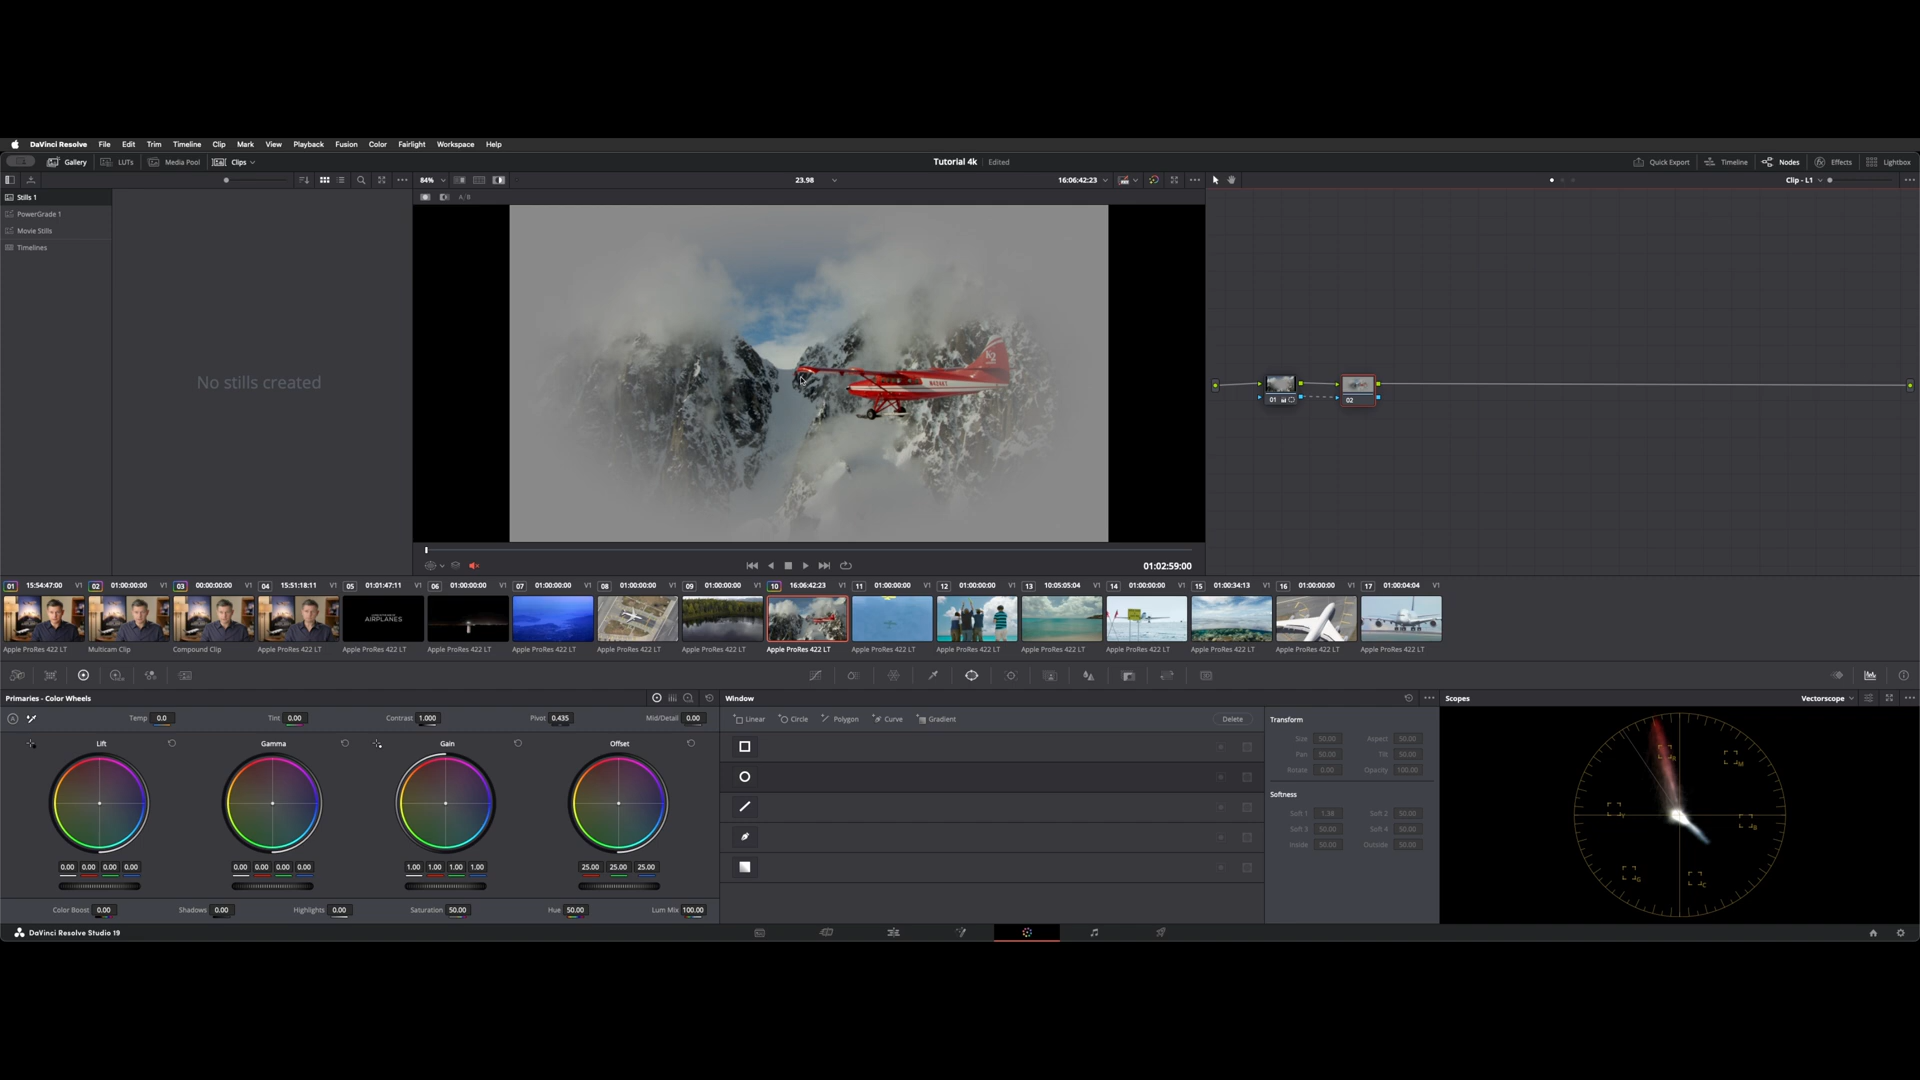 DaVinci Resolve File Edit Trim Timeline Clip Mark View Playback Fusion Color Fairlight Workspace Help
Gallery LUTs Media Pool Clips Tutorial 4k Edited Quick Export Timeline Nodes Effects Lightbox
84% 23.98 16:06:42:23 Clip - L1
Stills 1
PowerGrade 1
Movie Stills
Timelines
No stills created
A/B
K2
N434KT
01 02
01:02:59:00
01 15:54:47:00 V1 02 01:00:00:00 V1 03 00:00:00:00 V1 04 15:51:18:11 V1 05 01:01:47:11 V1 06 01:00:00:00 V1 07 01:00:00:00 V1 08 01:00:00:00 V1 09 01:00:00:00 V1 10 16:06:42:23 V1 11 01:00:00:00 V1 12 01:00:00:00 V1 13 10:05:05:04 V1 14 01:00:00:00 V1 15 01:00:34:13 V1 16 01:00:00:00 V1 17 01:00:04:04 V1
AIRPLANES
Apple ProRes 422 LT Multicam Clip Compound Clip Apple ProRes 422 LT Apple ProRes 422 LT Apple ProRes 422 LT Apple ProRes 422 LT Apple ProRes 422 LT Apple ProRes 422 LT Apple ProRes 422 LT Apple ProRes 422 LT Apple ProRes 422 LT Apple ProRes 422 LT Apple ProRes 422 LT Apple ProRes 422 LT Apple ProRes 422 LT Apple ProRes 422 LT
Primaries - Color Wheels
A Temp 0.0 Tint 0.00 Contrast 1.000 Pivot 0.435 Mid/Detail 0.00
Lift Gamma Gain Offset
0.00 0.00 0.00 0.00 0.00 0.00 0.00 0.00 1.00 1.00 1.00 1.00 25.00 25.00 25.00
Color Boost 0.00 Shadows 0.00 Highlights 0.00 Saturation 50.00 Hue 50.00 Lum Mix 100.00
Window
Linear Circle Polygon Curve Gradient Delete
Transform
Size 50.00 Aspect 50.00
Pan 50.00 Tilt 50.00
Rotate 0.00 Opacity 100.00
Softness
Soft 1 1.38 Soft 2 50.00
Soft 3 50.00 Soft 4 50.00
Inside 50.00 Outside 50.00
Scopes Vectorscope
R M
Y B
G C
DaVinci Resolve Studio 19